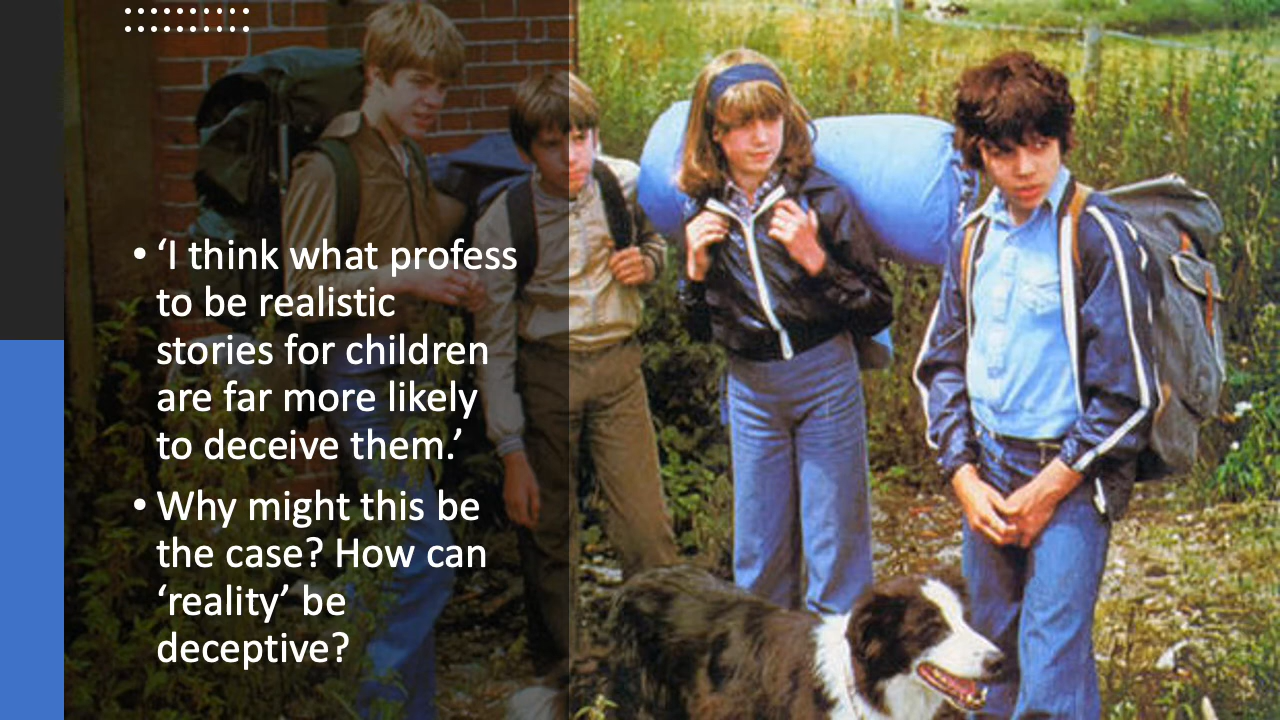 • ‘I think what profess
to be realistic
stories for children
are far more likely
to deceive them.’
• Why might this be
the case? How can
‘reality’ be
deceptive?